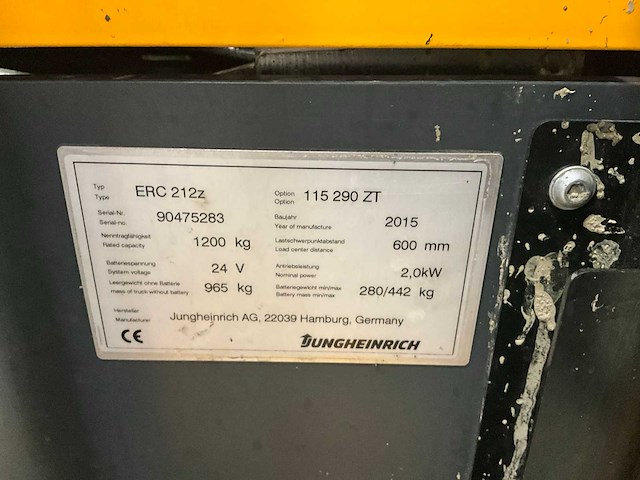 Typ ERC 212z Option 115 290 ZT
Type Option
Serial-Nr. 90475283 Baujahr 2015
Serial-no. Year of manufacture
Nenntragfähigkeit 1200 kg Lastschwerpunktabstand 600 mm
Rated capacity Load center distance
Batteriespannung 24 V Antriebsleistung 2,0kW
System voltage Nominal power
Leergewicht ohne Batterie 965 kg Batteriegewicht min/max 280/442 kg
mass of truck without battery Battery mass min/max
Hersteller Jungheinrich AG, 22039 Hamburg, Germany
Manufacturer
CE JUNGHEINRICH